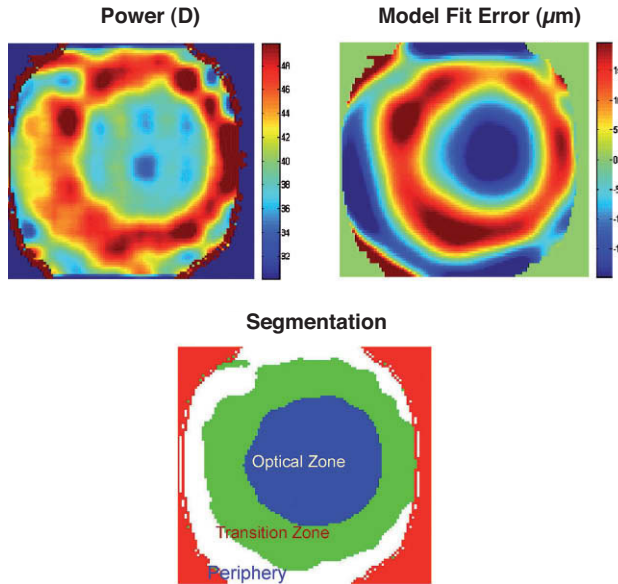 Power (D)
Model Fit Error (µm)
48
46
44
42
40
38
36
34
32
0
Segmentation
Optical Zone
Transition Zone
Periphery